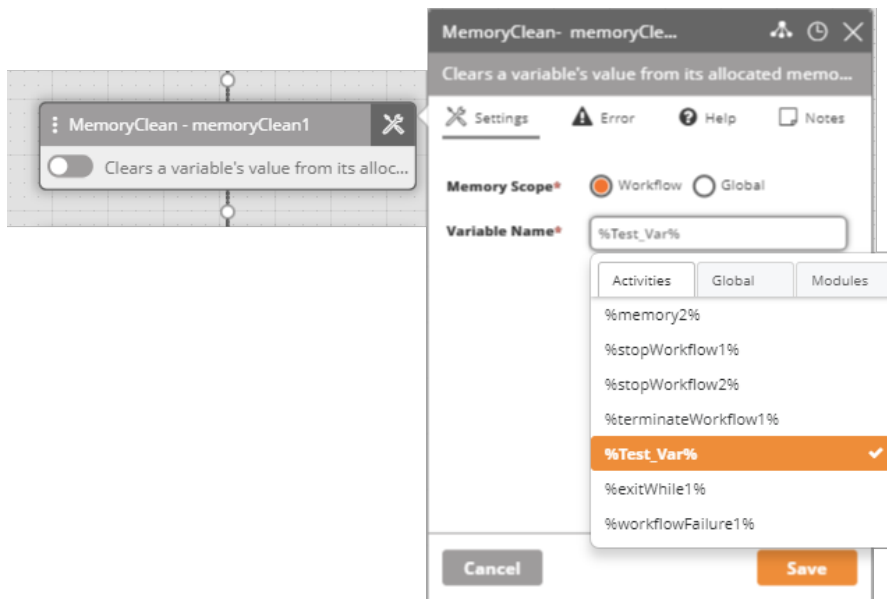 MemoryClean - memoryClean1
Clears a variable's value from its alloc...
MemoryClean- memoryCle...
Clears a variable's value from its allocated memo...
Settings Error Help Notes
Memory Scope* Workflow Global
Variable Name* %Test_Var%
Activities Global Modules
%memory2%
%stopWorkflow1%
%stopWorkflow2%
%terminateWorkflow1%
%Test_Var%
%exitWhile1%
%workflowFailure1%
Cancel Save